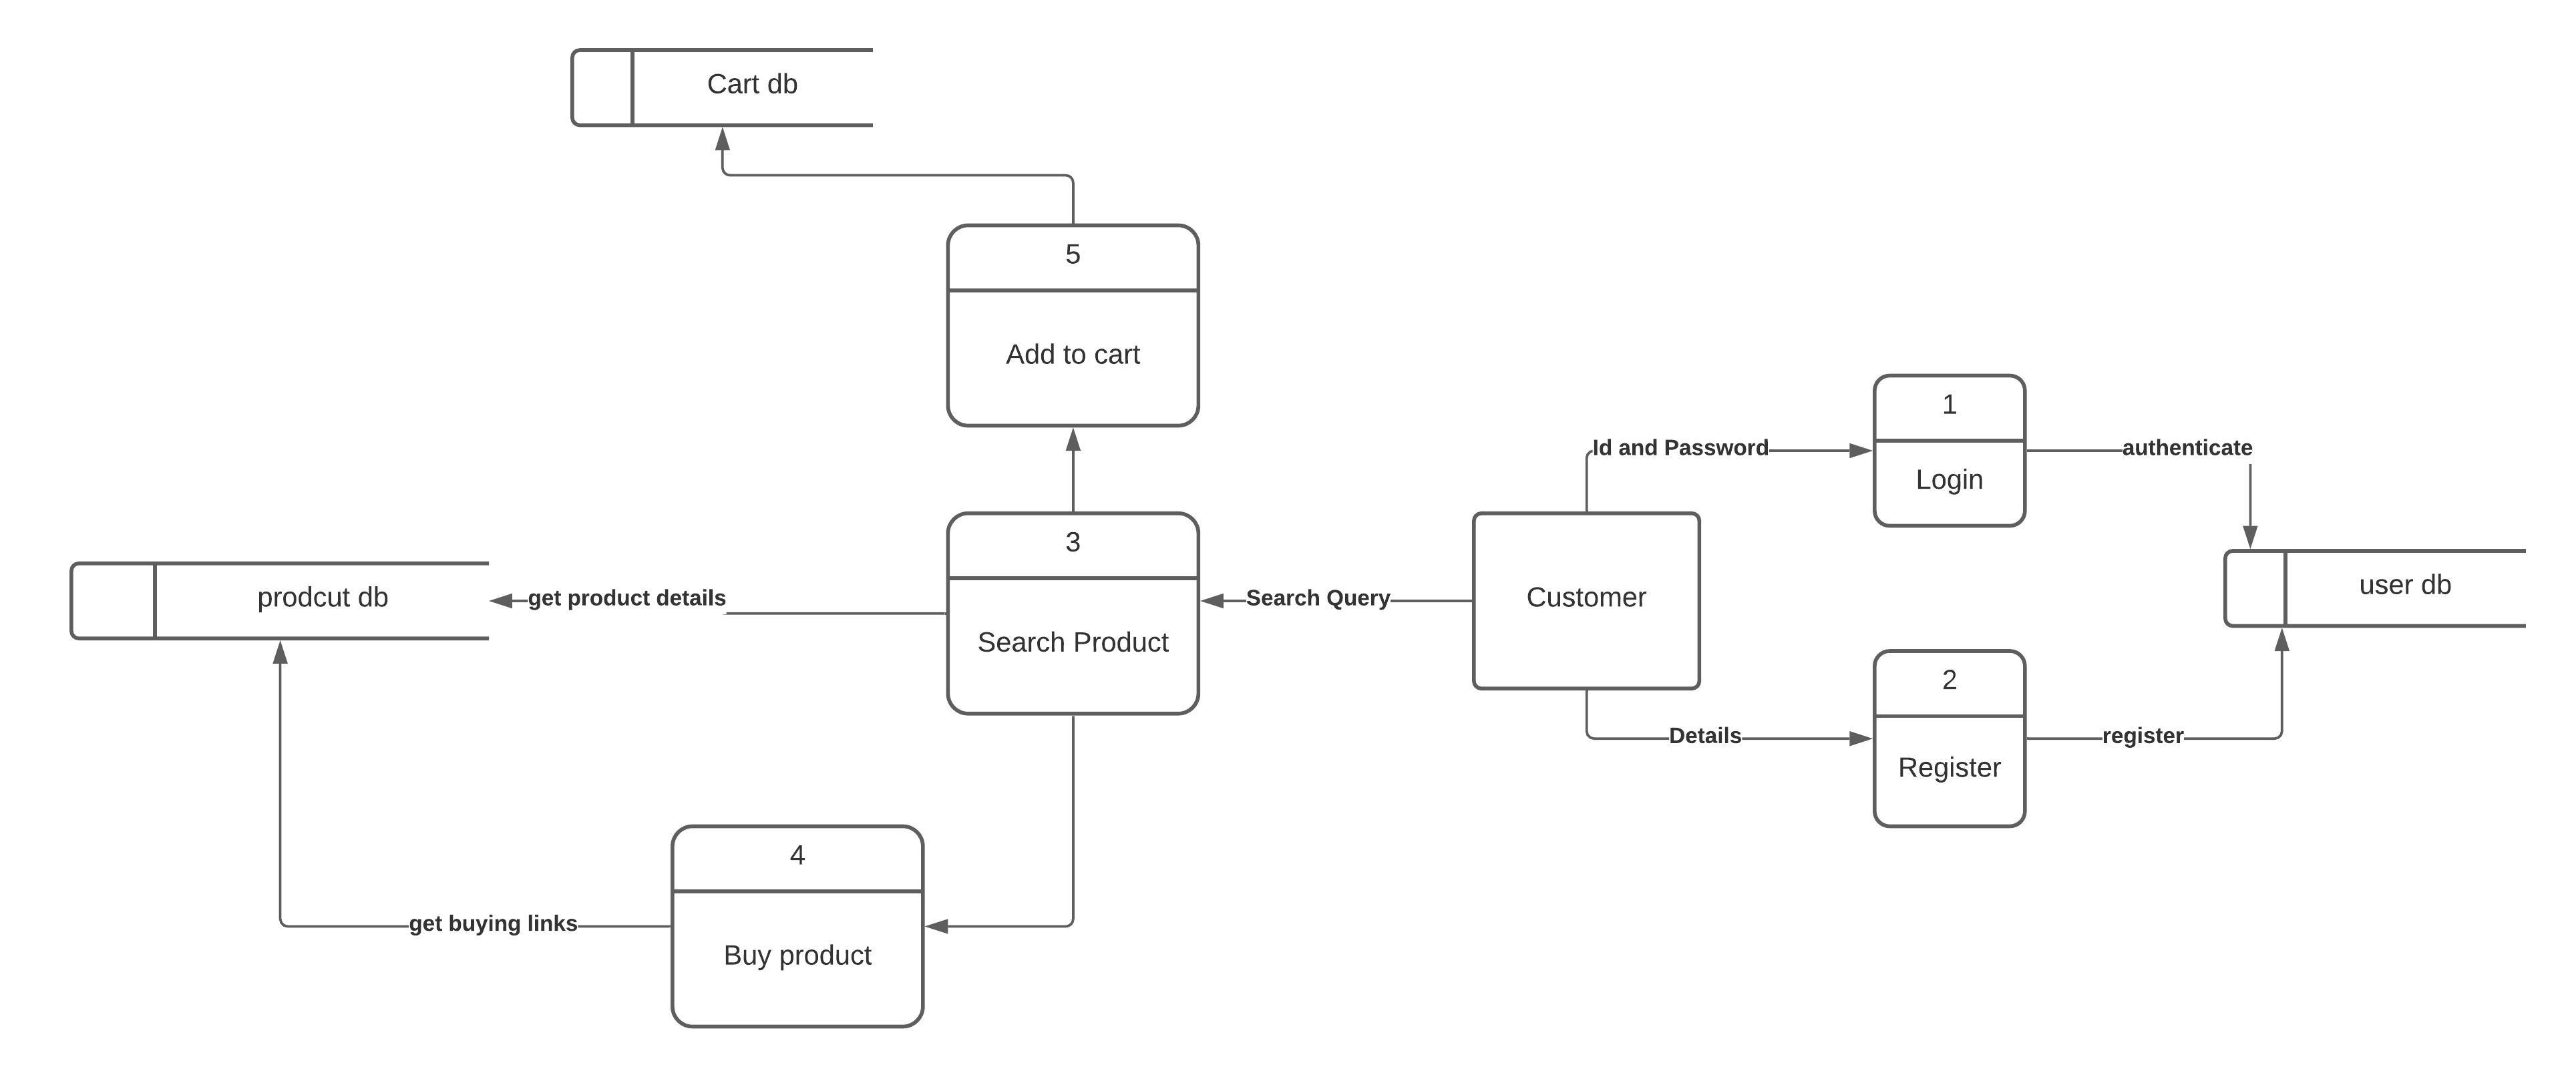 Cart db
5
Add to cart
1
Id and Password
authenticate
Login
3
prodcut db
get product details
Search Query
Customer
user db
Search Product
2
Details
register
Register
4
get buying links
Buy product